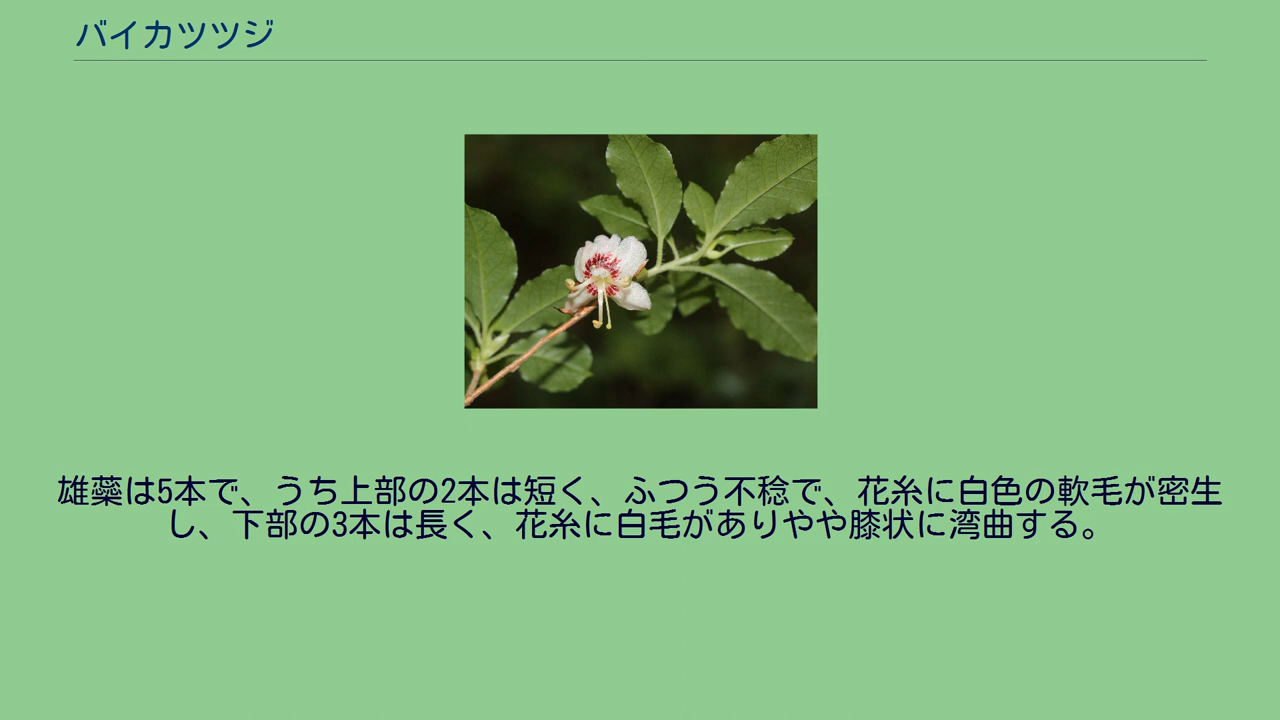 バイカツツジ
雄蘂は5本で、うち上部の2本は短く、ふつう不稔で、花糸に白色の軟毛が密生
し、下部の3本は長く、花糸に白毛がありやや膝状に湾曲する。